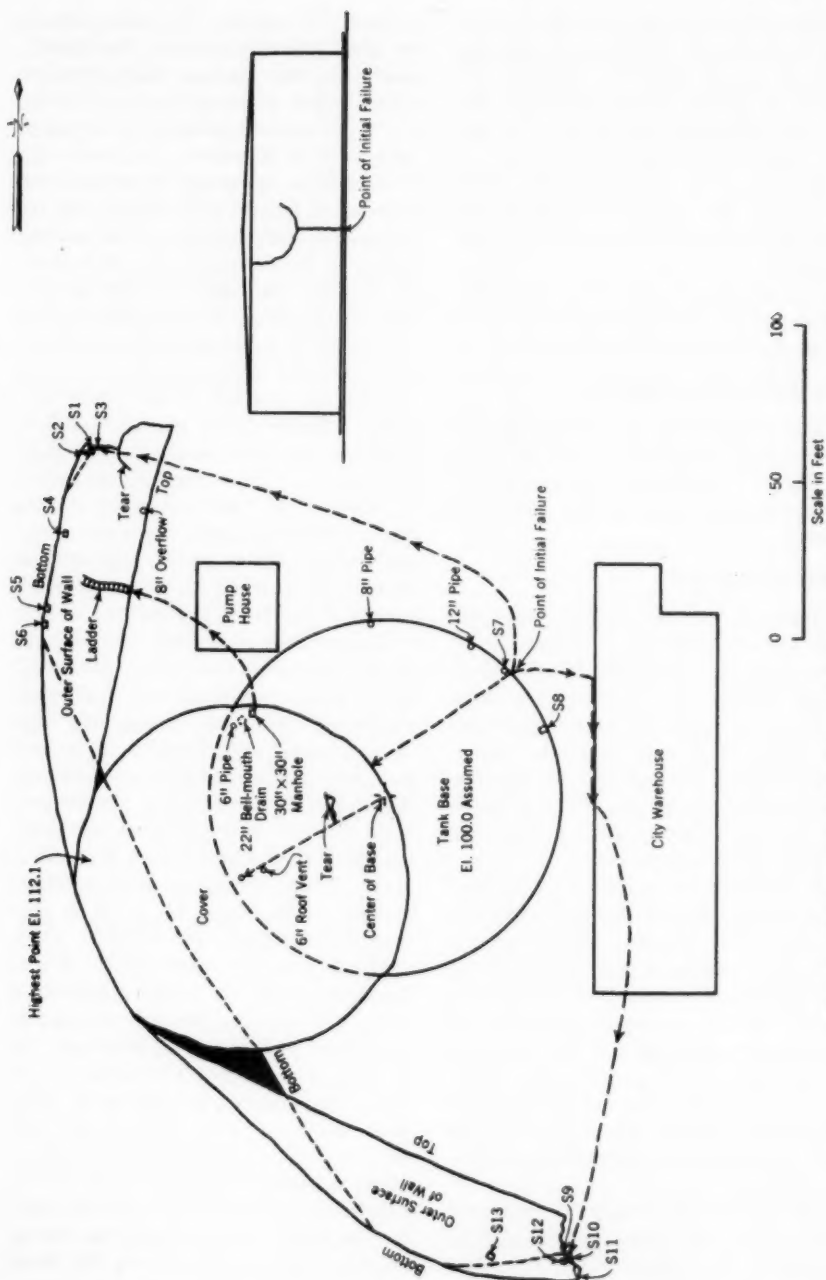 Point of Initial Failure
S2
S1
S3
S4
S5
S6
Bottom
Tear
Top
8" Overflow
Outer Surface of Wall
Ladder
Highest Point El. 112.1
Pump
House
8" Pipe
12" Pipe
S7
Point of Initial Failure
S8
6" Pipe
22" Bell-mouth
Drain
30" X 30"
Manhole
Cover
6" Roof Vent
Tear
Center of Base
Tank Base
El. 100.0 Assumed
City Warehouse
Bottom
Top
Outer Surface
of Wall
Bottom
S13
S12
S9
S10
S11
0
50
100
Scale in Feet